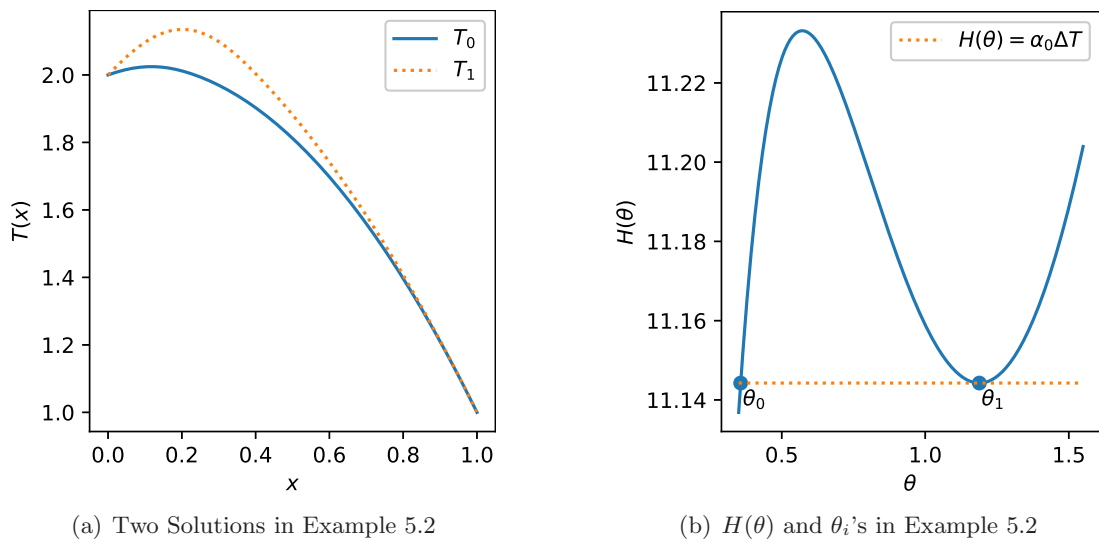 T_0
T_1
2.0
1.8
1.6
1.4
1.2
1.0
T(x)
0.0 0.2 0.4 0.6 0.8 1.0
x
(a) Two Solutions in Example 5.2
H(θ) = α_0ΔT
11.22
11.20
11.18
11.16
11.14
H(θ)
θ_0
θ_1
0.5 1.0 1.5
θ
(b) H(θ) and θ_i's in Example 5.2